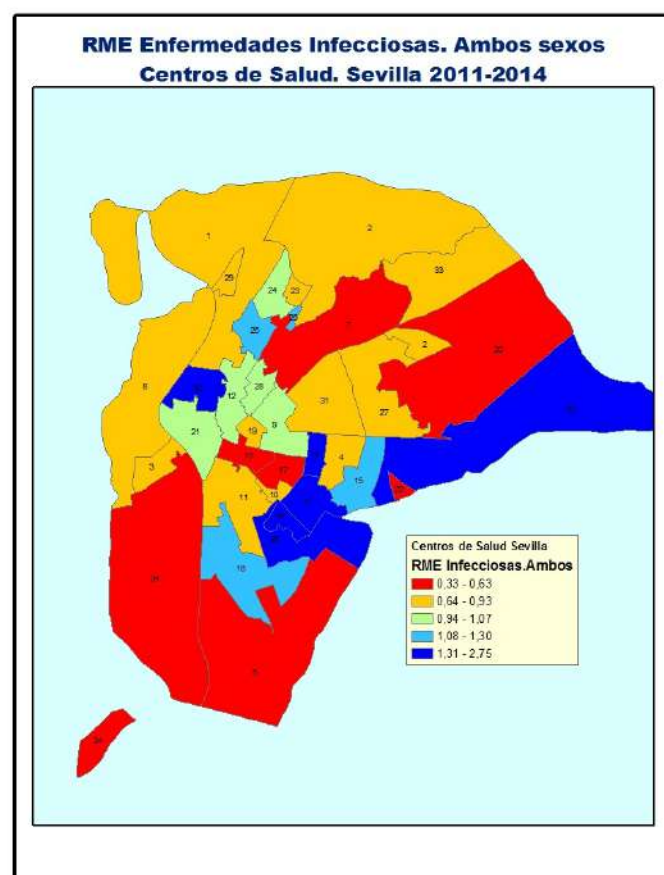 RME Enfermedades Infecciosas. Ambos sexos
Centros de Salud. Sevilla 2011-2014
1
2
33
29
24
23
25
8
2
12
28
31
27
21
19
9
3
4
15
11
10
18
Centros de Salud Sevilla
RME Infecciosas.Ambos
0,33 - 0,63
0,64 - 0,93
0,94 - 1,07
1,08 - 1,30
1,31 - 2,75